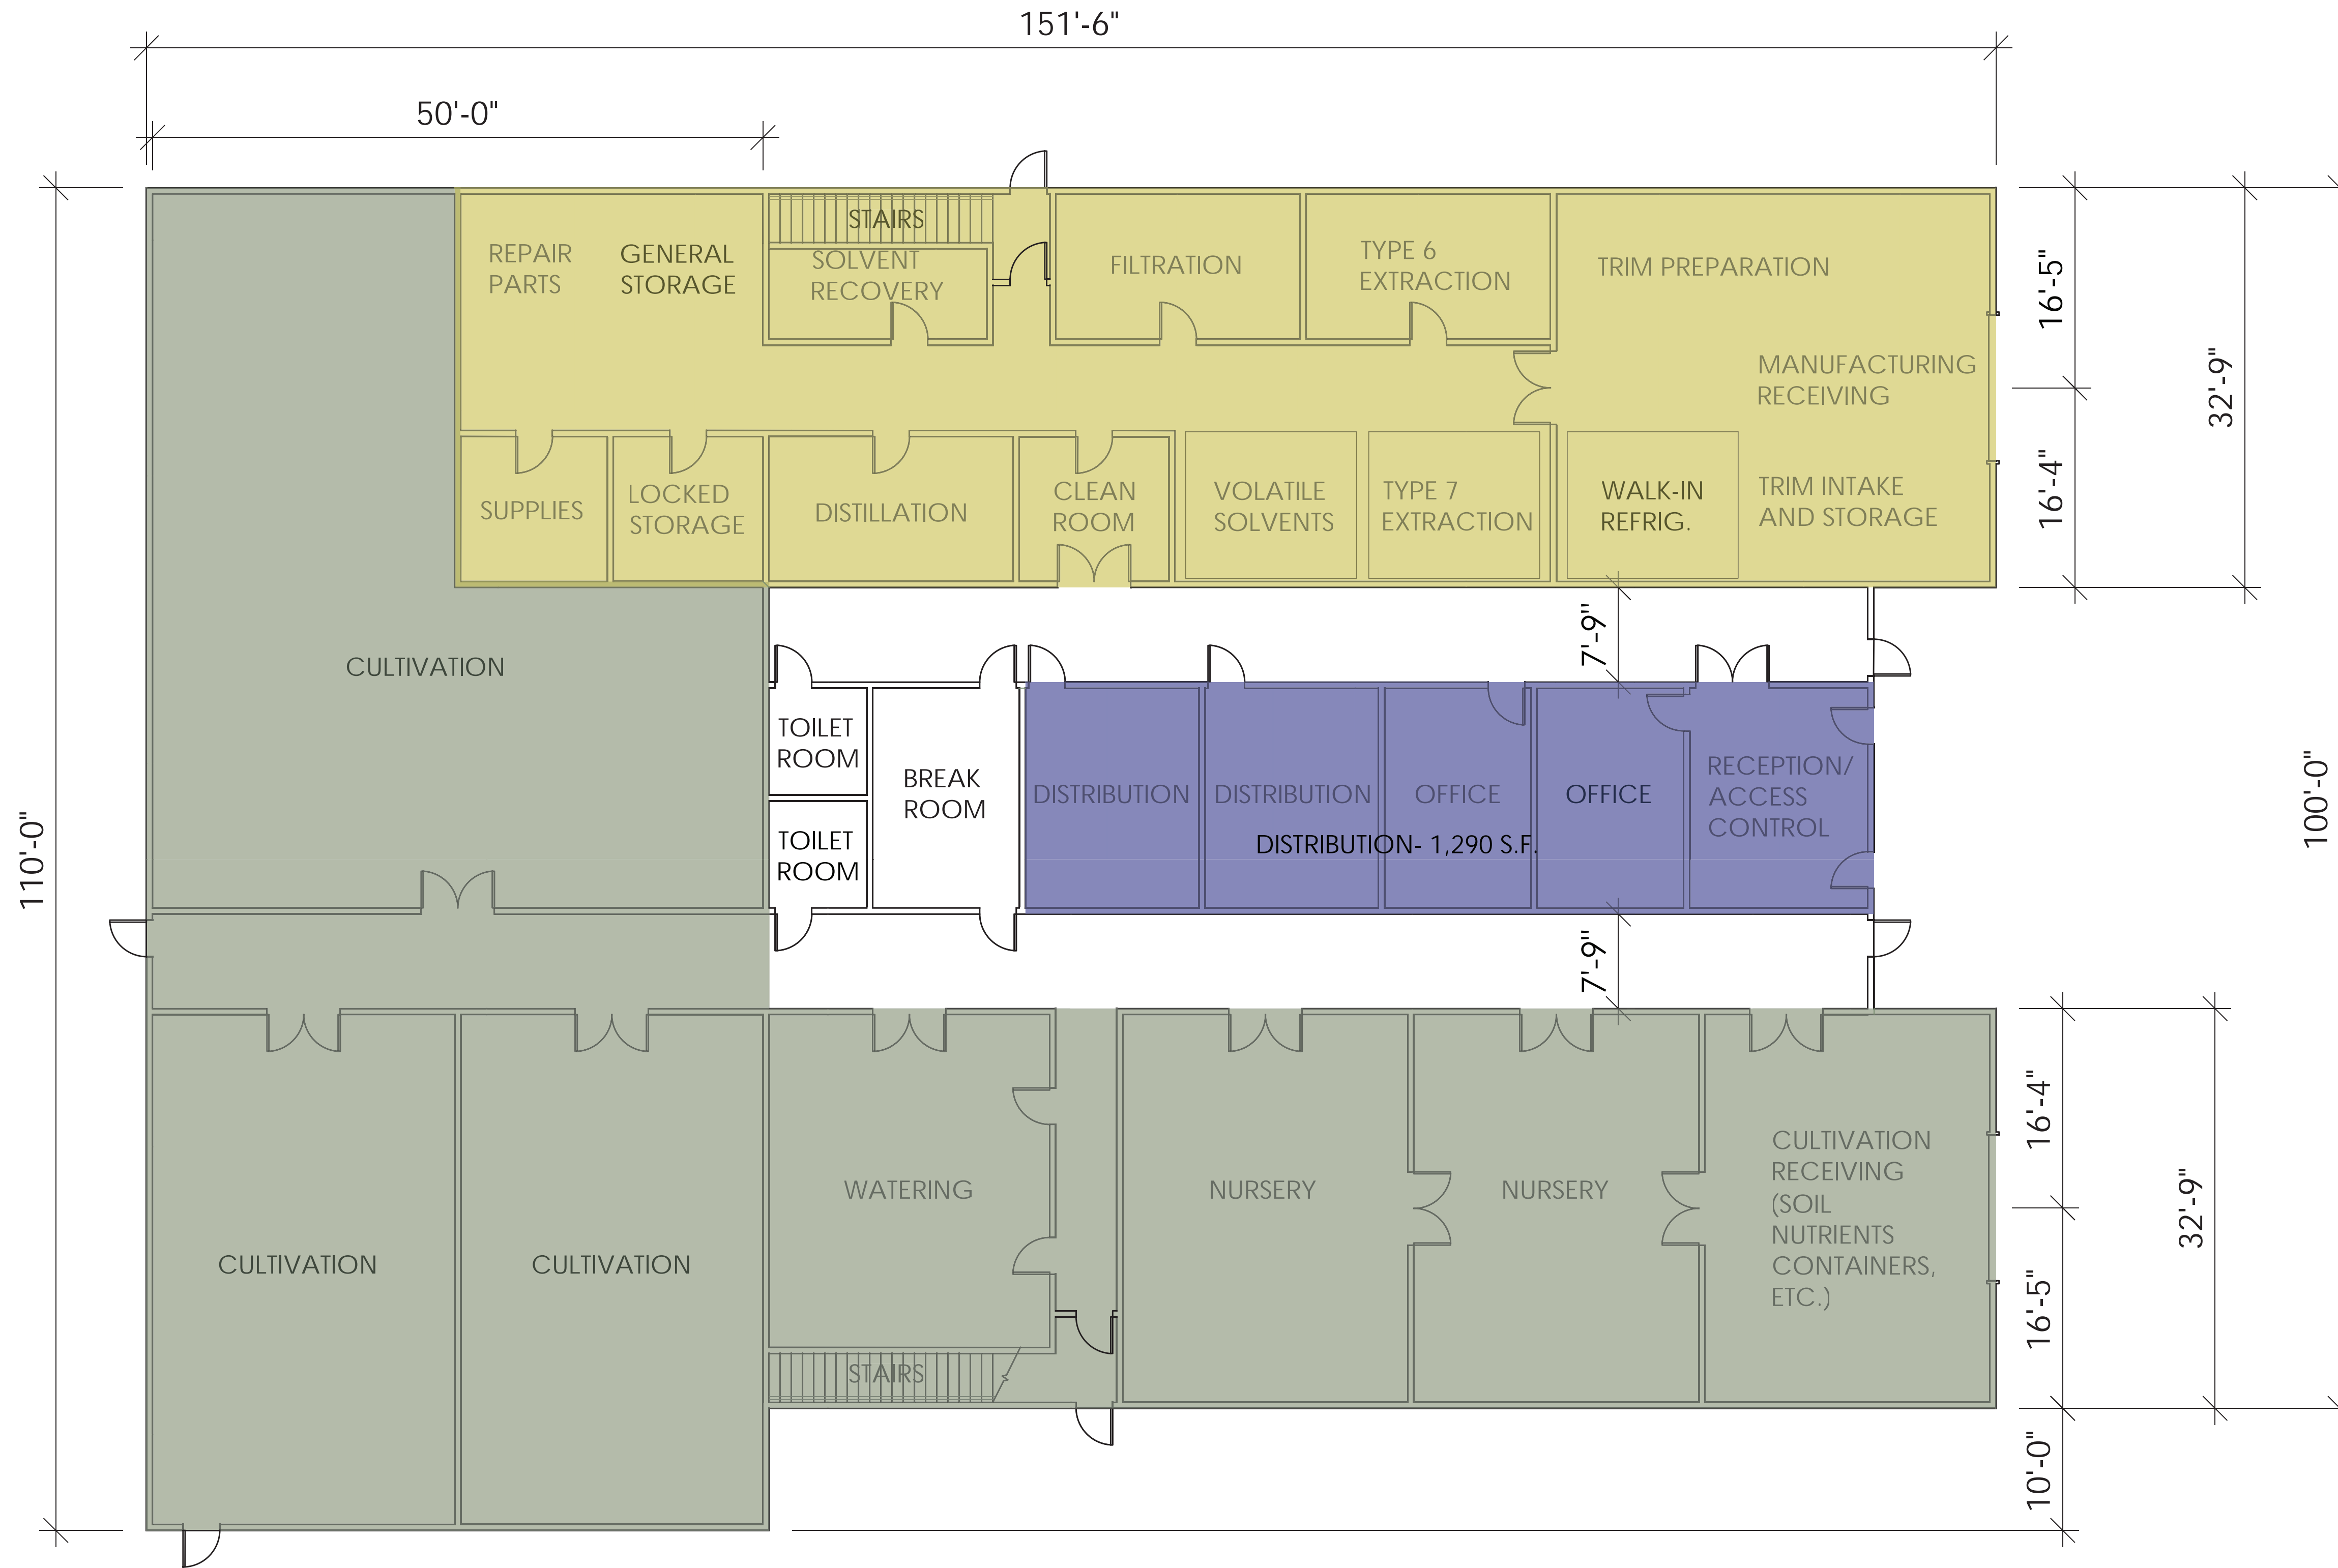 151'-6"
50'-0"
STAIRS
REPAIR
PARTS
GENERAL
STORAGE
SOLVENT
RECOVERY
FILTRATION
TYPE 6
EXTRACTION
TRIM PREPARATION
16'-5"
MANUFACTURING
RECEIVING
32'-9"
SUPPLIES
LOCKED
STORAGE
DISTILLATION
CLEAN
ROOM
VOLATILE
SOLVENTS
TYPE 7
EXTRACTION
WALK-IN
REFRIG.
TRIM INTAKE
AND STORAGE
16'-4"
7'-9"
CULTIVATION
TOILET
ROOM
BREAK
ROOM
DISTRIBUTION
DISTRIBUTION
OFFICE
OFFICE
RECEPTION/
ACCESS
CONTROL
DISTRIBUTION- 1,290 S.F.
TOILET
ROOM
110'-0"
100'-0"
7'-9"
16'-4"
CULTIVATION
RECEIVING
(SOIL
NUTRIENTS
CONTAINERS,
ETC.)
WATERING
NURSERY
NURSERY
32'-9"
CULTIVATION
CULTIVATION
16'-5"
STAIRS
10'-0"